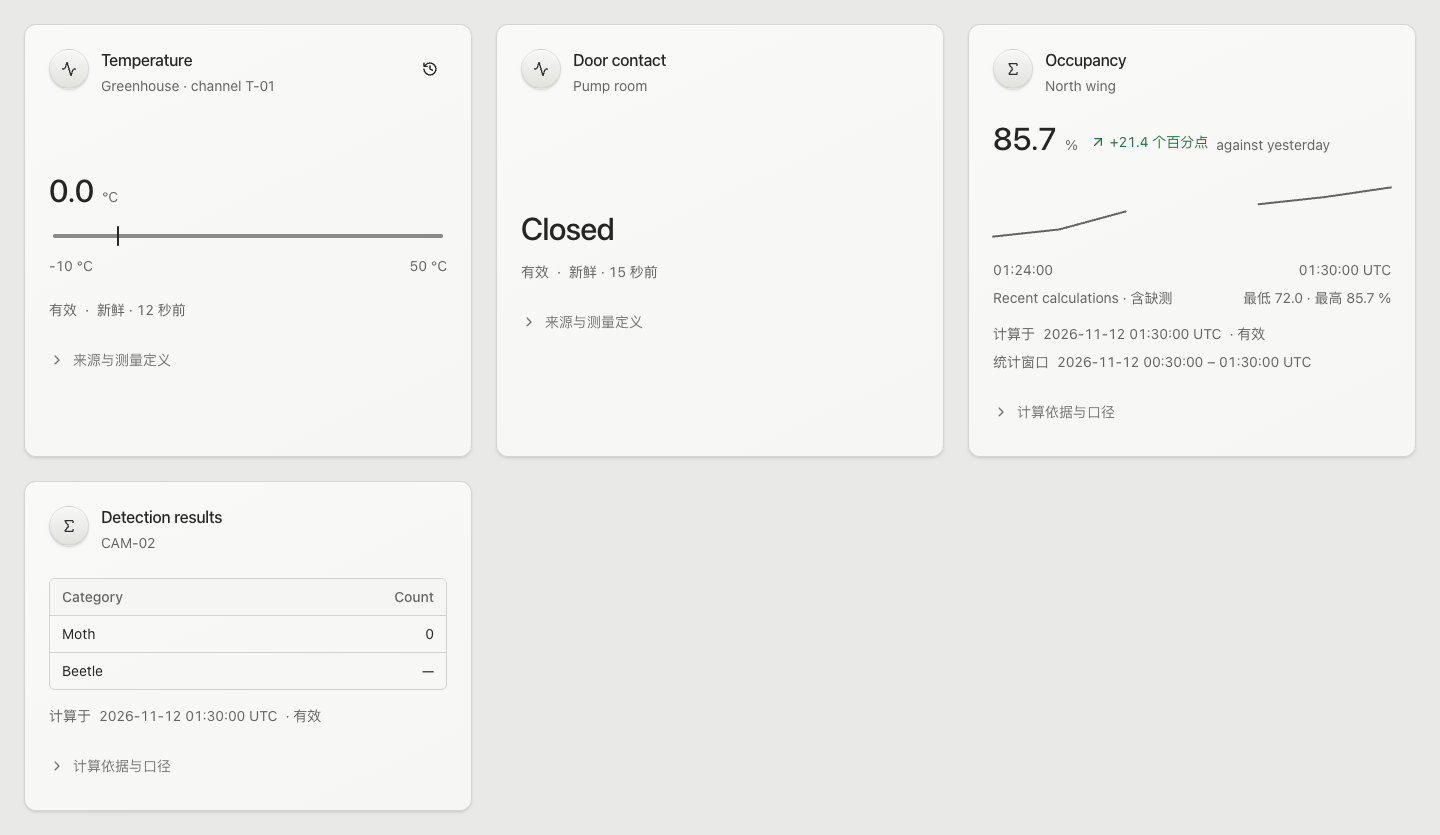 Temperature
Greenhouse · channel T-01
0.0 °C
-10 °C 50 °C
有效 · 新鲜 · 12 秒前
来源与测量定义
Door contact
Pump room
Closed
有效 · 新鲜 · 15 秒前
来源与测量定义
Σ
Occupancy
North wing
85.7 % +21.4 个百分点 against yesterday
01:24:00 01:30:00 UTC
Recent calculations · 含缺测 最低 72.0 · 最高 85.7 %
计算于 2026-11-12 01:30:00 UTC · 有效
统计窗口 2026-11-12 00:30:00 – 01:30:00 UTC
计算依据与口径
Σ
Detection results
CAM-02
Category Count
Moth 0
Beetle —
计算于 2026-11-12 01:30:00 UTC · 有效
计算依据与口径